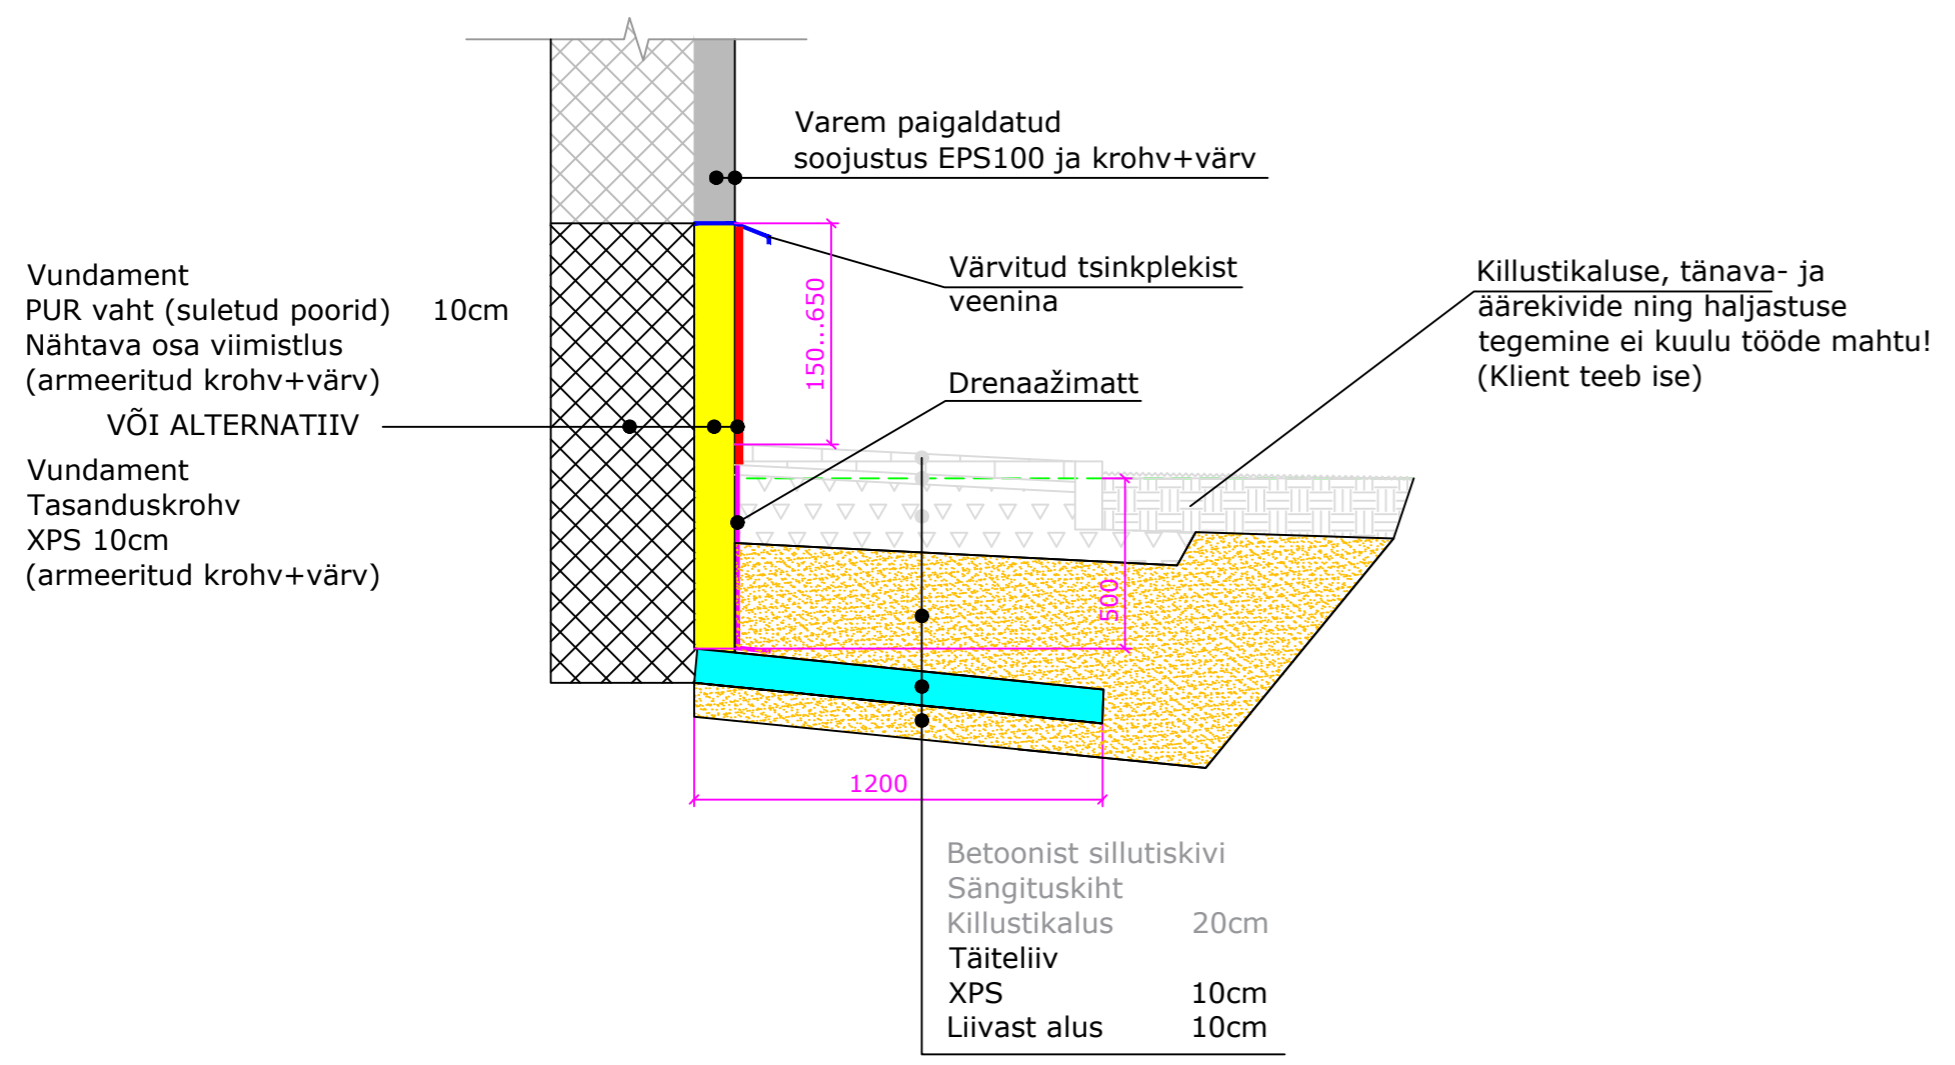 Varem paigaldatud
soojustus EPS100 ja krohv+värv
Vundament
PUR vaht (suletud poorid) 10cm
Nähtava osa viimistlus
(armeeritud krohv+värv)
VÕI ALTERNATIIV
Vundament
Tasanduskrohv
XPS 10cm
(armeeritud krohv+värv)
Värvitud tsinkplekist
veenina
150...650
Drenaažimatt
Killustikaluse, tänava- ja
äärekivide ning haljastuse
tegemine ei kuulu tööde mahtu!
(Klient teeb ise)
500
1200
Betoonist sillutiskivi
Sängituskiht
Killustikalus 20cm
Täiteliiv
XPS 10cm
Liivast alus 10cm